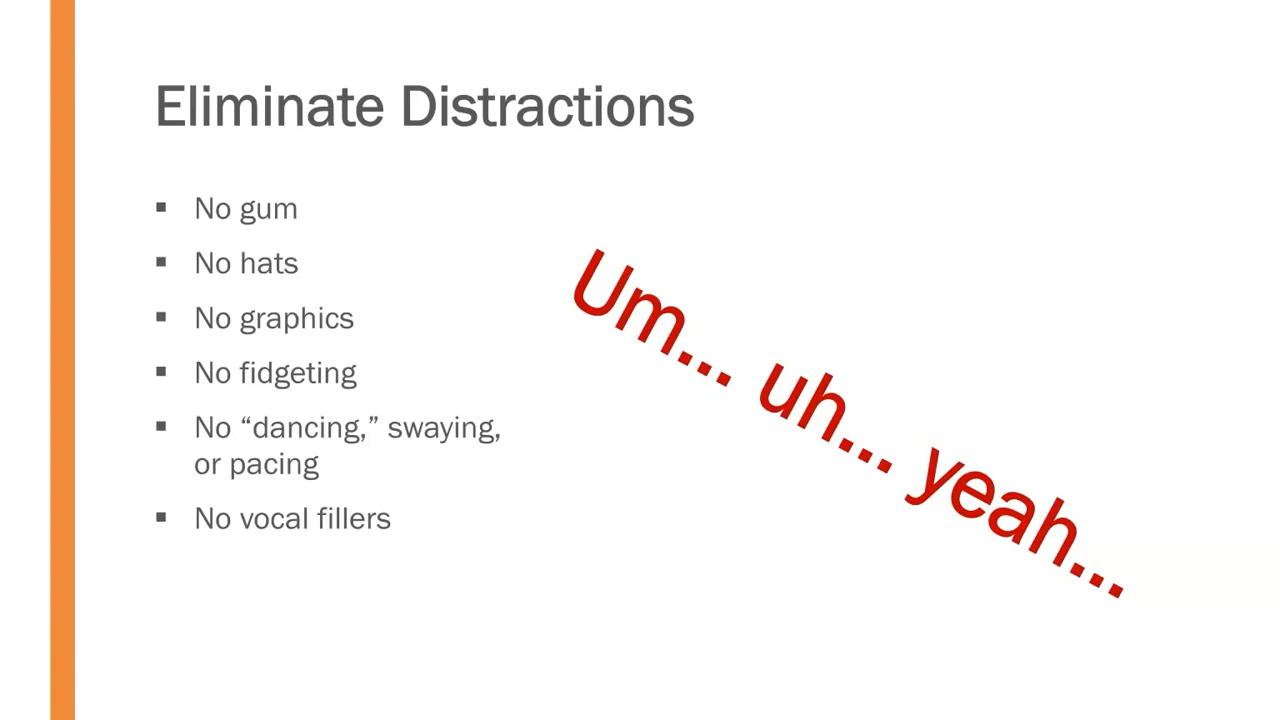 Eliminate Distractions
▪ No gum
▪ No hats
▪ No graphics
▪ No fidgeting
▪ No “dancing,” swaying,
or pacing
▪ No vocal fillers
Um... uh... yeah...